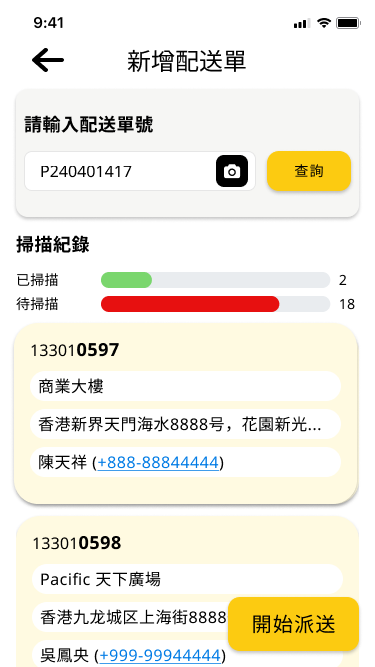 9:41
新增配送單
請輸入配送單號
P240401417
查詢
掃描紀錄
已掃描 2
待掃描 18
133010597
商業大樓
香港新界天門海水8888号，花園新光...
陳天祥 (+888-88844444)
133010598
Pacific 天下廣場
香港九龙城区上海街8888
開始派送
吳鳳央 (+999-99944444)